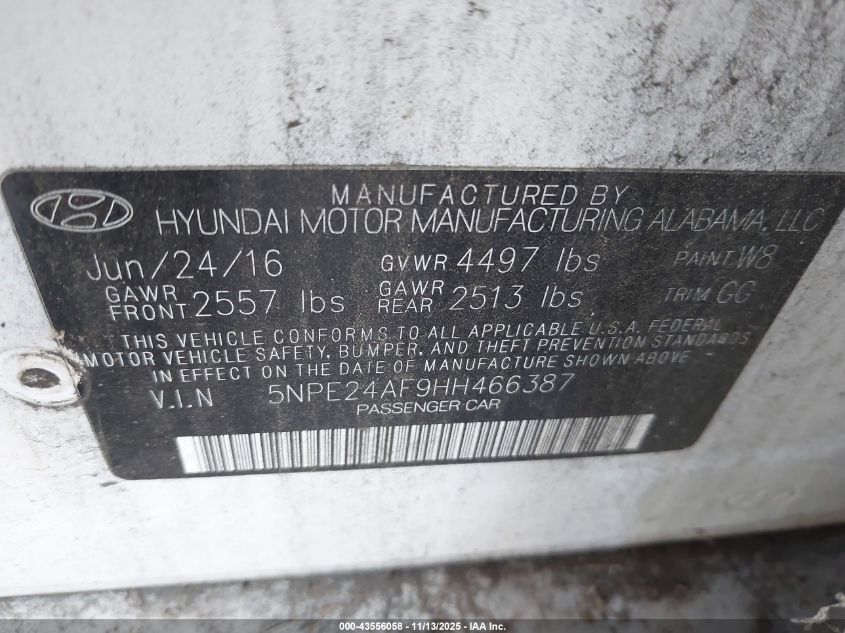 MANUFACTURED BY
HYUNDAI MOTOR MANUFACTURING ALABAMA, LLC
Jun/24/16 GVWR 4497 lbs PAINT W8
GAWR FRONT 2557 lbs GAWR REAR 2513 lbs TRIM GC
THIS VEHICLE CONFORMS TO ALL APPLICABLE U.S.A. FEDERAL
MOTOR VEHICLE SAFETY, BUMPER, AND THEFT PREVENTION STANDARDS
IN EFFECT ON THE DATE OF MANUFACTURE SHOWN ABOVE
V.I.N 5NPE24AF9HH466387
PASSENGER CAR
000-43556058 - 11/13/2025 - IAA Inc.